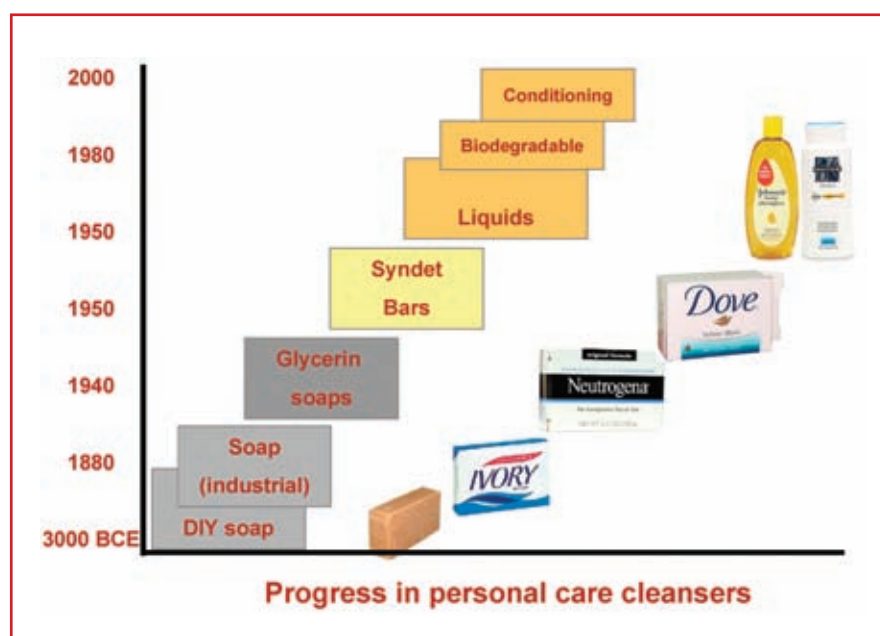 2000
1980
1950
1950
1940
1880
3000 BCE
Conditioning
Biodegradable
Liquids
Syndet
Bars
Glycerin
soaps
Soap
(industrial)
DIY soap
Johnson's
Dove
Neutrogena
IVORY
Progress in personal care cleansers